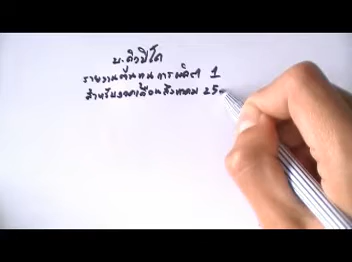 บ.คิวบิโด
รายงานต้นทุนการผลิต 1
สำหรับงวดเดือนสิงหาคม 25